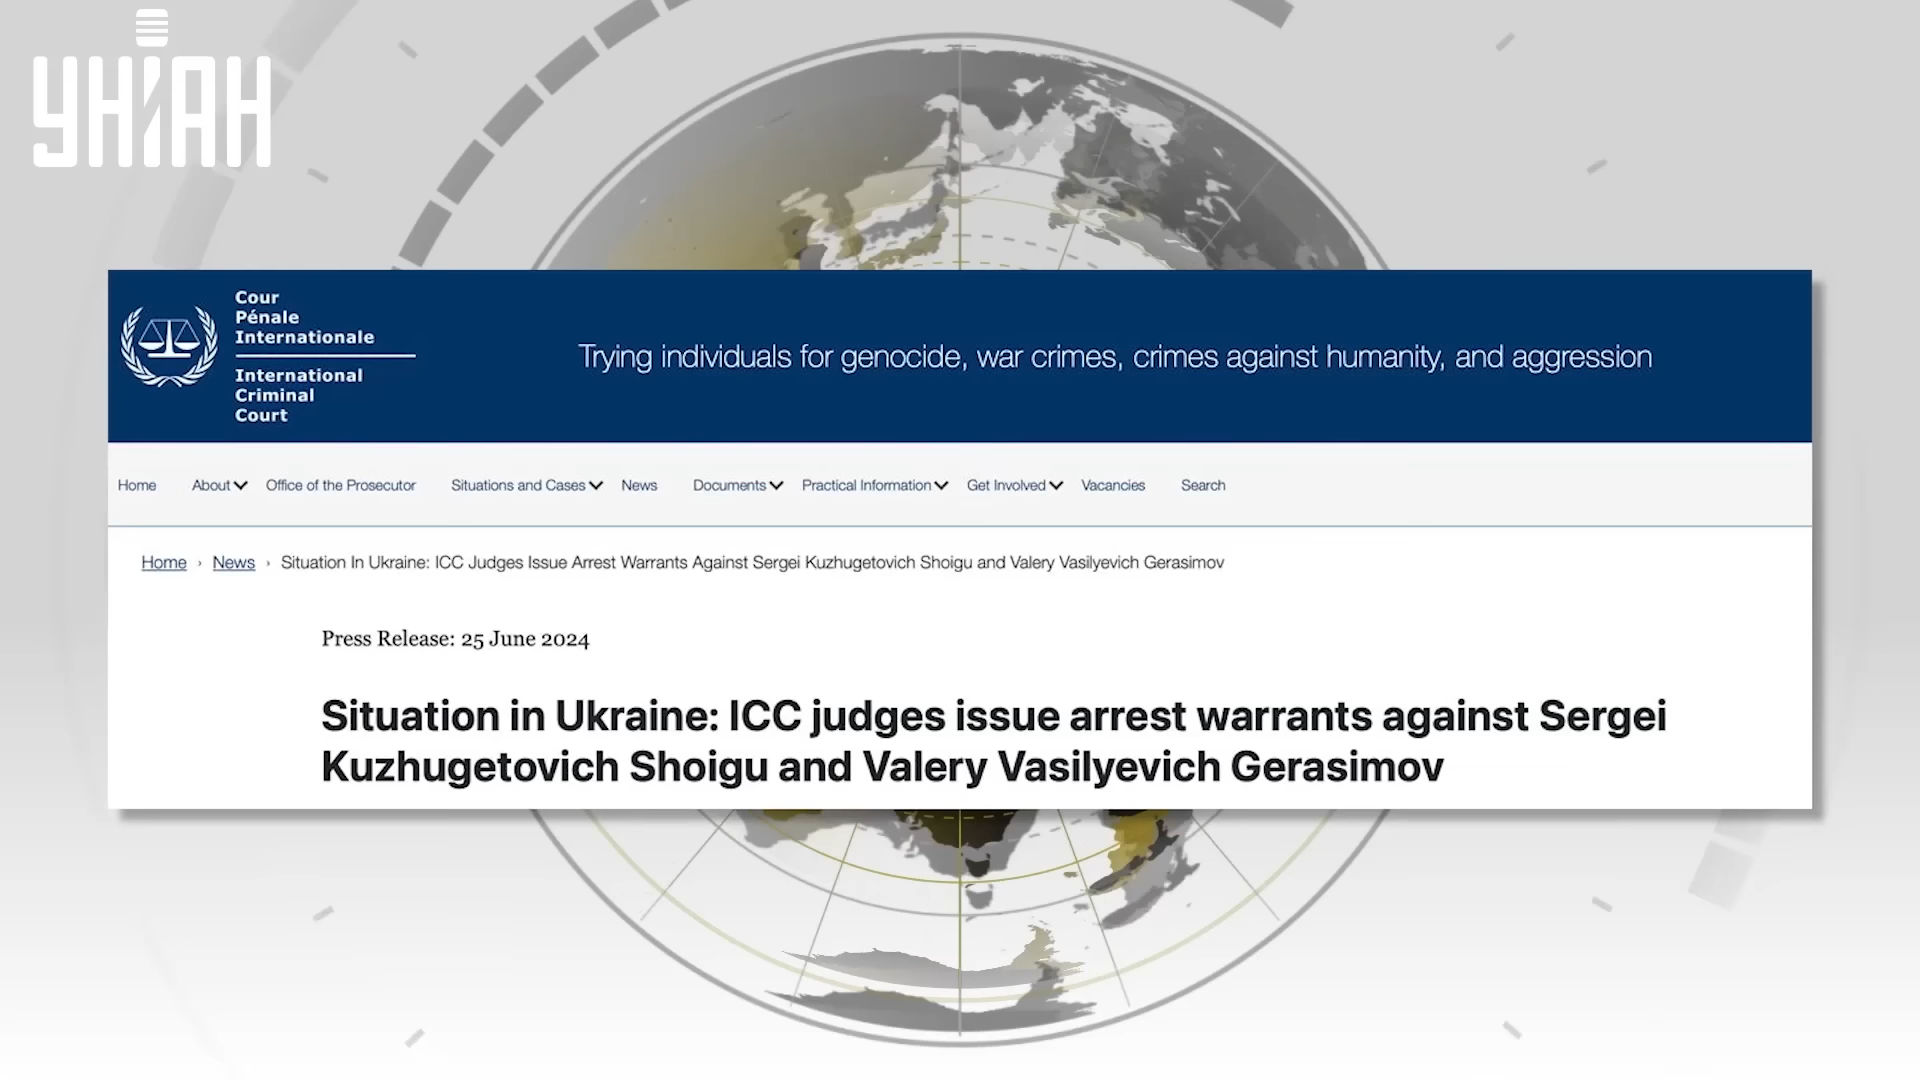 УНІАН
Cour
Pénale
Internationale
International
Criminal
Court
Trying individuals for genocide, war crimes, crimes against humanity, and aggression
Home About Office of the Prosecutor Situations and Cases News Documents Practical Information Get Involved Vacancies Search
Home › News › Situation In Ukraine: ICC Judges Issue Arrest Warrants Against Sergei Kuzhugetovich Shoigu and Valery Vasilyevich Gerasimov
Press Release: 25 June 2024
Situation in Ukraine: ICC judges issue arrest warrants against Sergei
Kuzhugetovich Shoigu and Valery Vasilyevich Gerasimov